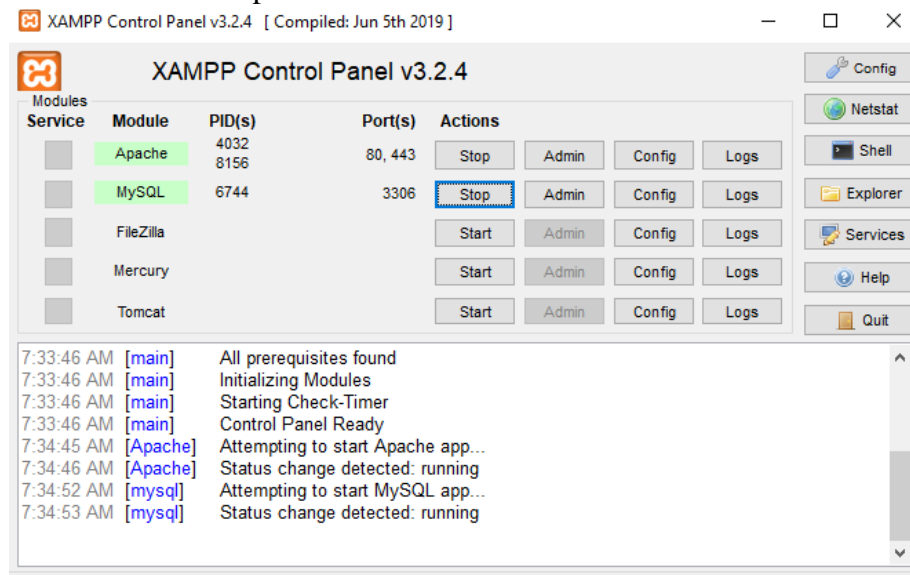 XAMPP Control Panel v3.2.4 [ Compiled: Jun 5th 2019 ]
XAMPP Control Panel v3.2.4
Config
Modules
Service Module PID(s) Port(s) Actions
Netstat
Apache 4032 8156 80, 443 Stop Admin Config Logs
Shell
MySQL 6744 3306 Stop Admin Config Logs
Explorer
FileZilla Start Admin Config Logs
Services
Mercury Start Admin Config Logs
Help
Tomcat Start Admin Config Logs
Quit
7:33:46 AM [main] All prerequisites found
7:33:46 AM [main] Initializing Modules
7:33:46 AM [main] Starting Check-Timer
7:33:46 AM [main] Control Panel Ready
7:34:45 AM [Apache] Attempting to start Apache app...
7:34:46 AM [Apache] Status change detected: running
7:34:52 AM [mysql] Attempting to start MySQL app...
7:34:53 AM [mysql] Status change detected: running